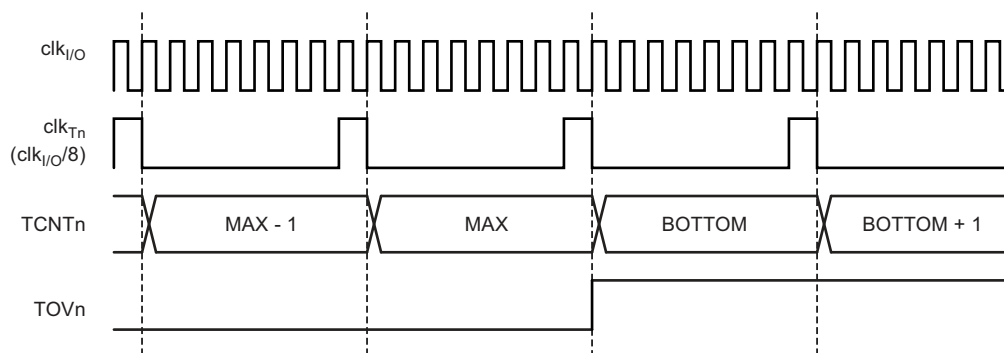 clkI/O
clkTn
(clkI/O/8)
TCNTn MAX - 1 MAX BOTTOM BOTTOM + 1
TOVn